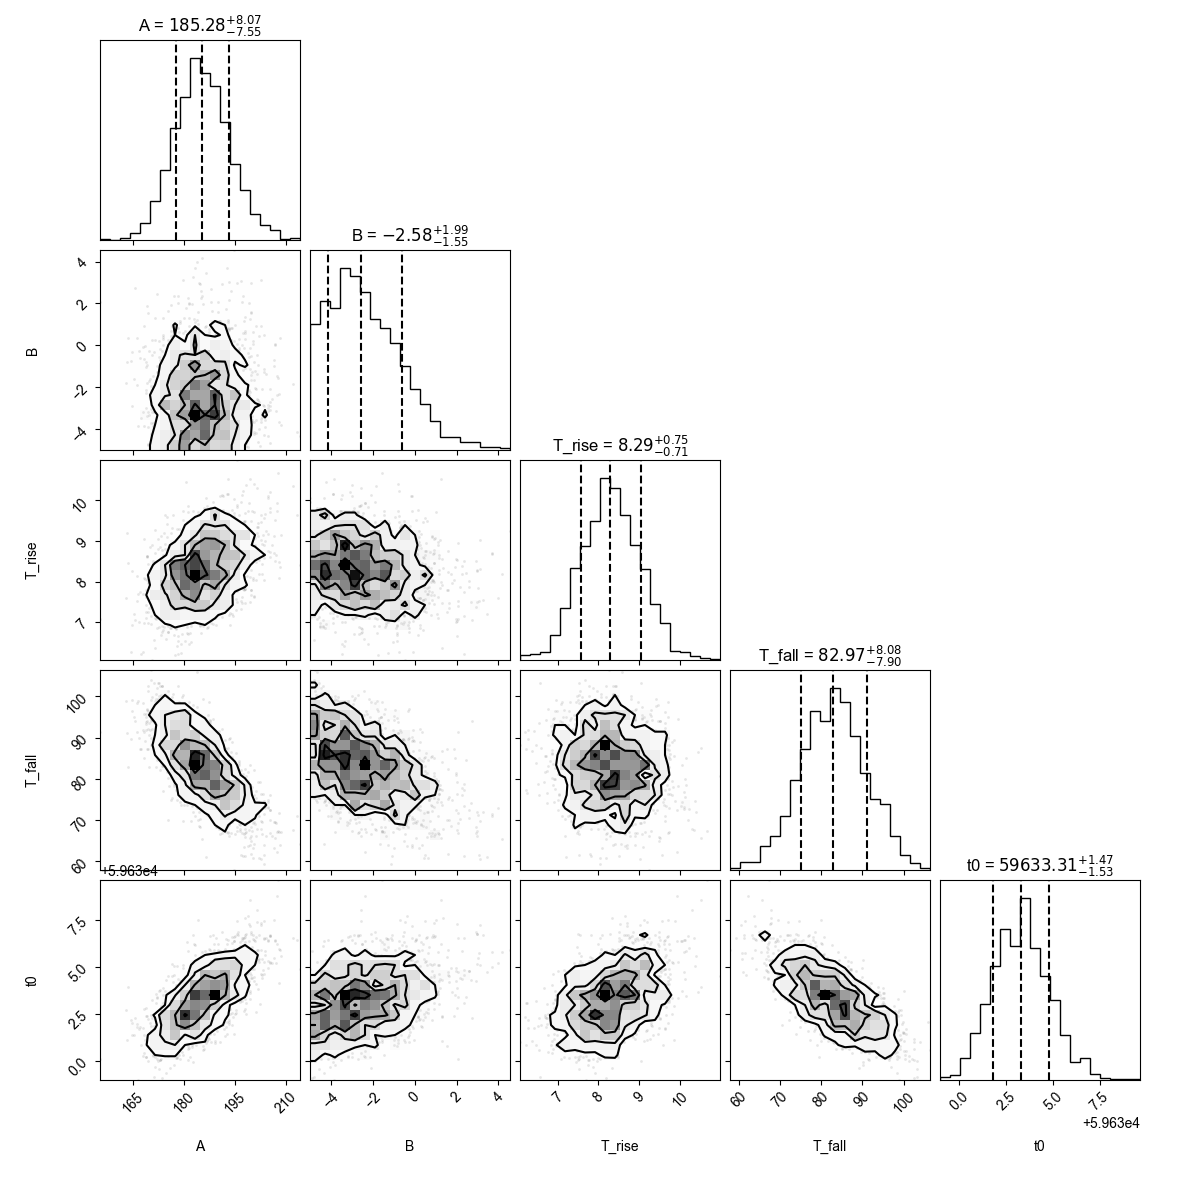 A = 185.28+8.07−7.55
B = −2.58+1.99−1.55
4
2
0
-2
-4
B
T_rise = 8.29+0.75−0.71
10
9
8
7
T_rise
T_fall = 82.97+8.08−7.90
100
90
80
70
60
T_fall
+5.963e4
t0 = 59633.31+1.47−1.53
7.5
5.0
2.5
0.0
t0
165 180 195 210
-4 -2 0 2 4
7 8 9 10
60 70 80 90 100
0.0 2.5 5.0 7.5
+5.963e4
A B T_rise T_fall t0